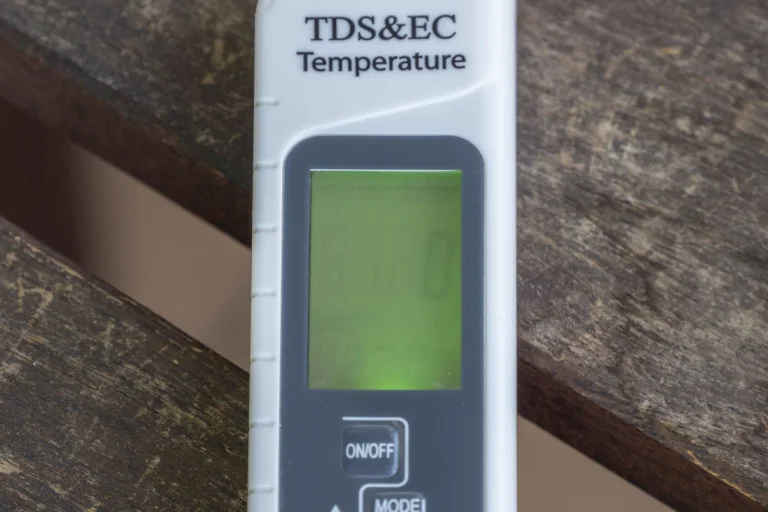 TDS&EC
Temperature
ON/OFF
MODE